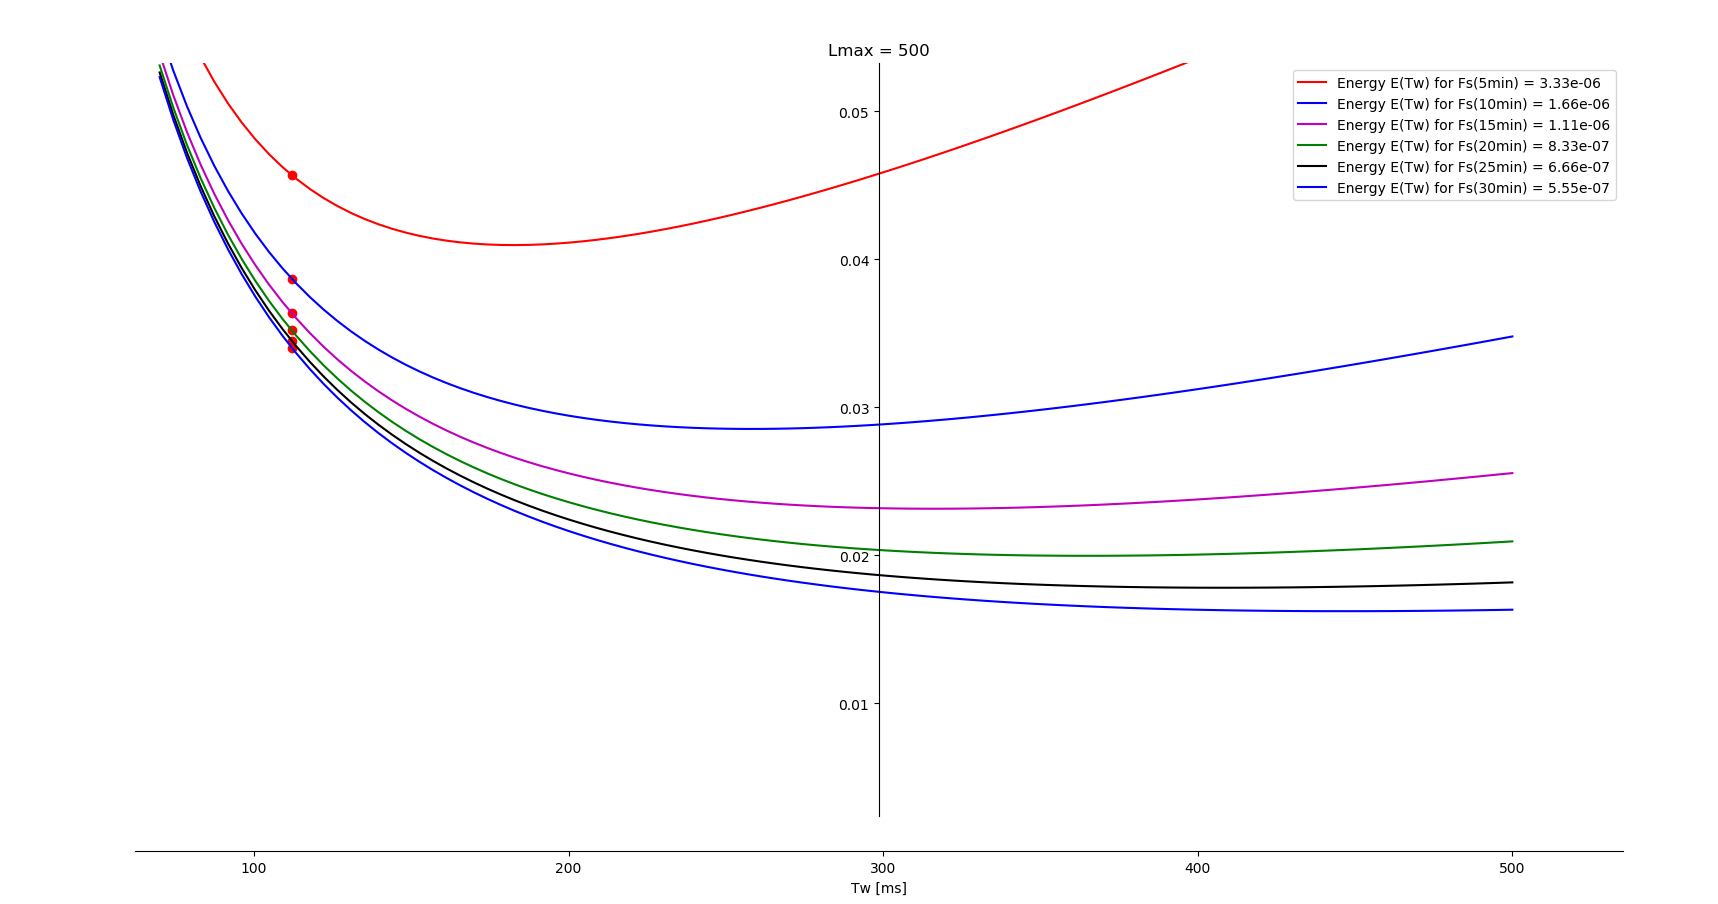 Lmax = 500
Energy E(Tw) for Fs(5min) = 3.33e-06
Energy E(Tw) for Fs(10min) = 1.66e-06
Energy E(Tw) for Fs(15min) = 1.11e-06
Energy E(Tw) for Fs(20min) = 8.33e-07
Energy E(Tw) for Fs(25min) = 6.66e-07
Energy E(Tw) for Fs(30min) = 5.55e-07
0.05
0.04
0.03
0.02
0.01
100 200 300 400 500
Tw [ms]